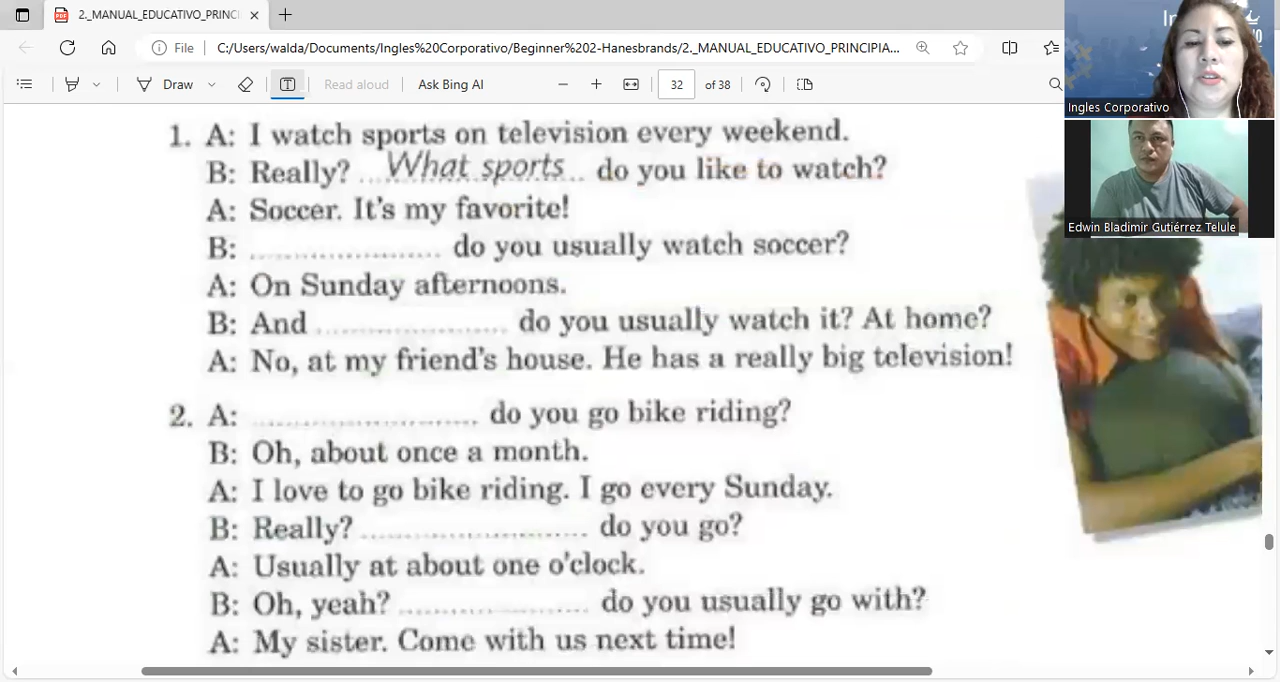 2._MANUAL_EDUCATIVO_PRINCI
File
C:/Users/walda/Documents/Ingles%20Corporativo/Beginner%202-Hanesbrands/2._MANUAL_EDUCATIVO_PRINCIPIA...
Draw
Read aloud
Ask Bing AI
32 of 38
Ingles Corporativo
Edwin Bladimir Gutiérrez Telule
1. A: I watch sports on television every weekend.
B: Really? What sports do you like to watch?
A: Soccer. It's my favorite!
B: .................... do you usually watch soccer?
A: On Sunday afternoons.
B: And .................... do you usually watch it? At home?
A: No, at my friend's house. He has a really big television!
2. A: .................... do you go bike riding?
B: Oh, about once a month.
A: I love to go bike riding. I go every Sunday.
B: Really? .................... do you go?
A: Usually at about one o'clock.
B: Oh, yeah? .................... do you usually go with?
A: My sister. Come with us next time!